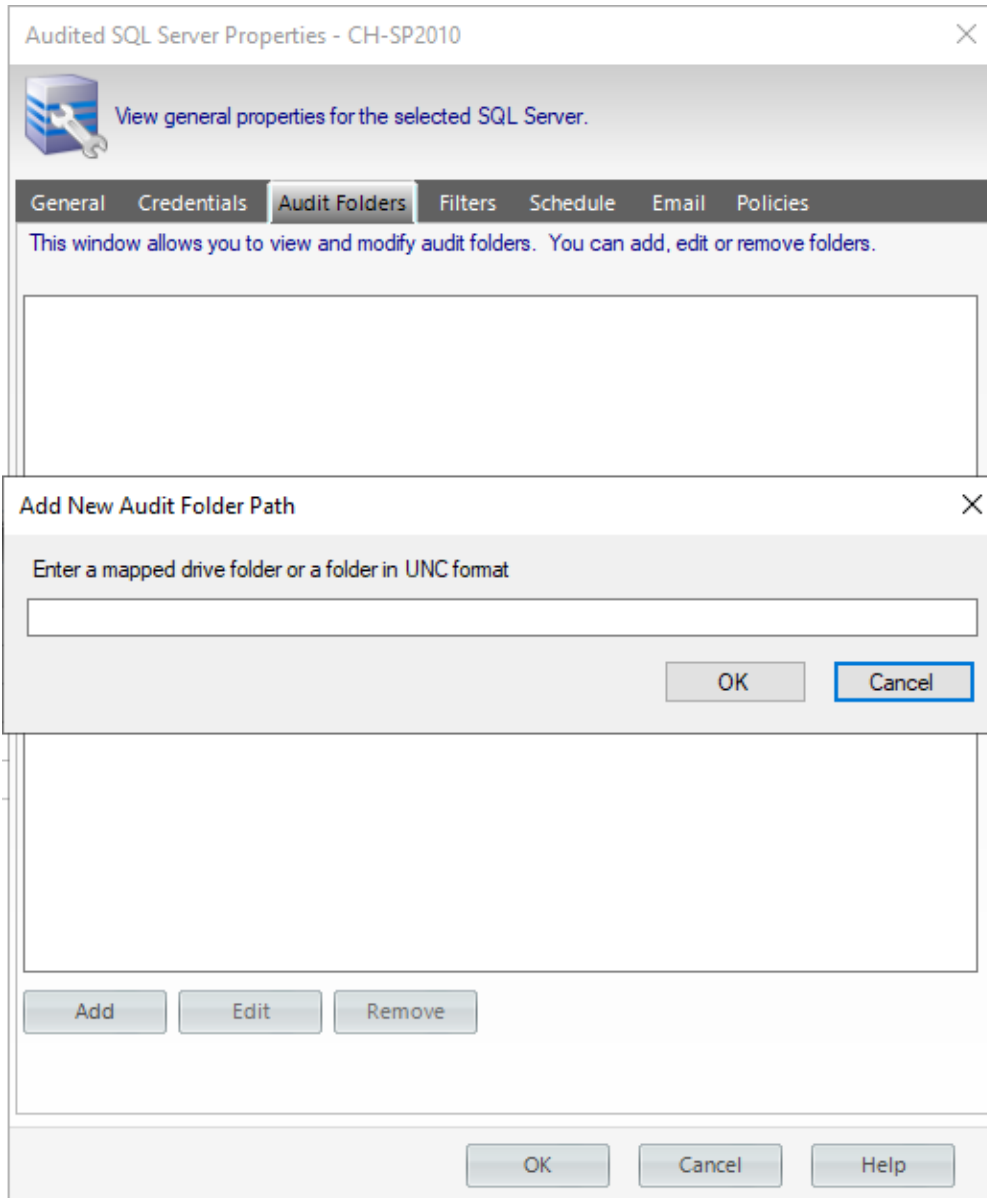 Audited SQL Server Properties - CH-SP2010
View general properties for the selected SQL Server.
General Credentials Audit Folders Filters Schedule Email Policies
This window allows you to view and modify audit folders. You can add, edit or remove folders.
Add New Audit Folder Path
Enter a mapped drive folder or a folder in UNC format
OK Cancel
Add Edit Remove
OK Cancel Help